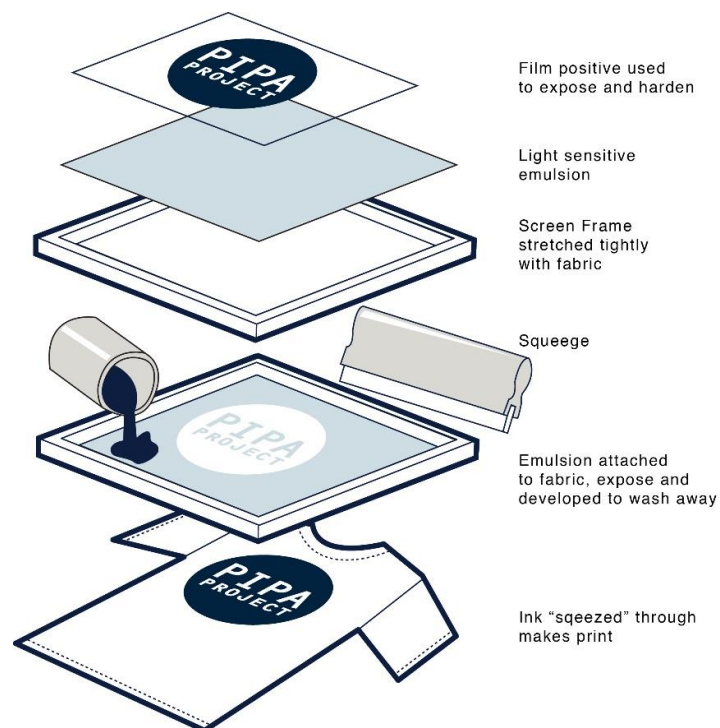 PIPA
PROJECT
Film positive used
to expose and harden
Light sensitive
emulsion
Screen Frame
stretched tightly
with fabric
Squeege
PIPA
PROJECT
Emulsion attached
to fabric, expose and
developed to wash away
PIPA
PROJECT
Ink “sqeezed” through
makes print